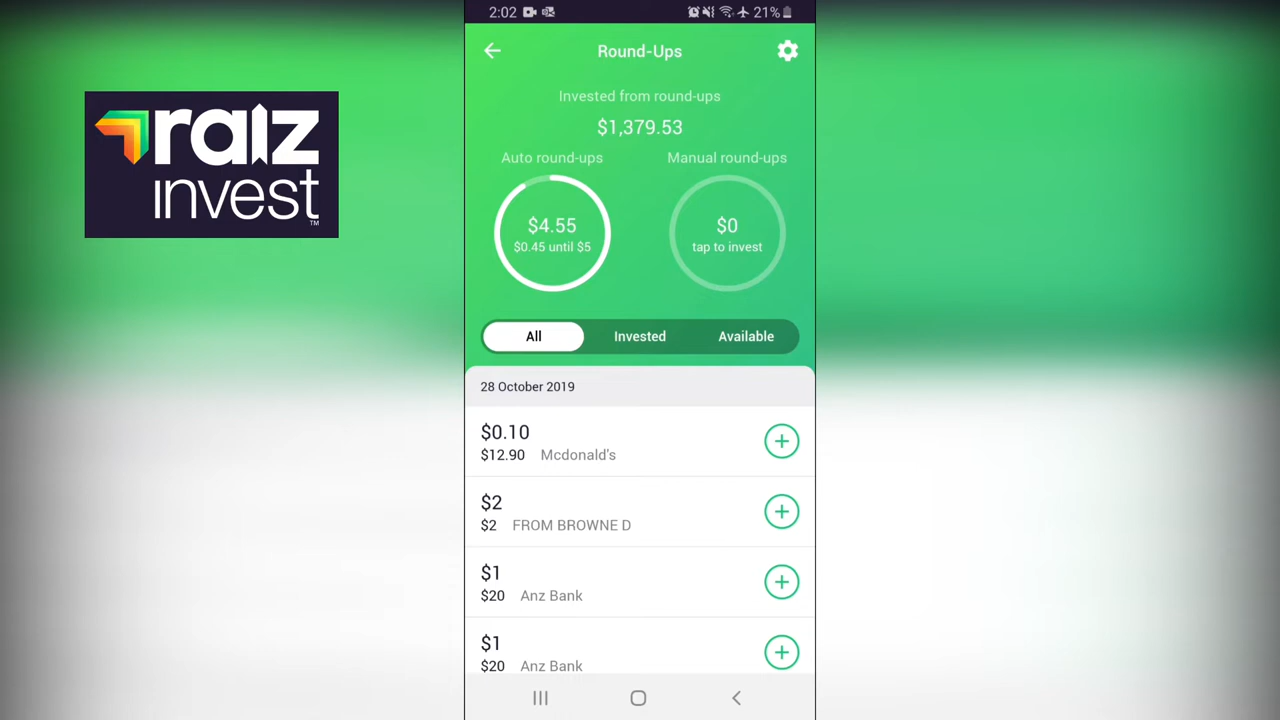 raiz
invest™
2:02
21%
Round-Ups
Invested from round-ups
$1,379.53
Auto round-ups
Manual round-ups
$4.55
$0.45 until $5
$0
tap to invest
All
Invested
Available
28 October 2019
$0.10
$12.90 Mcdonald's
$2
$2 FROM BROWNE D
$1
$20 Anz Bank
$1
$20 Anz Bank